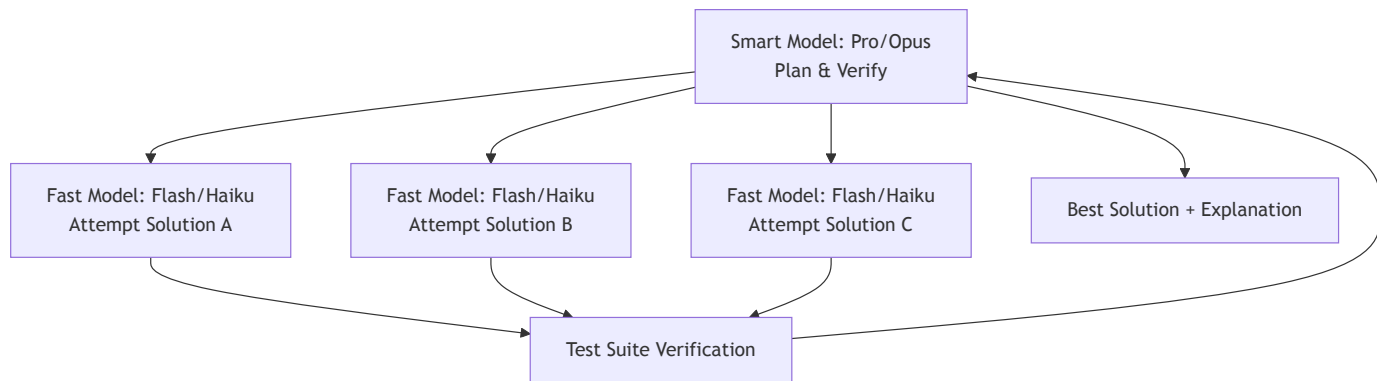 Smart Model: Pro/Opus
Plan & Verify
Fast Model: Flash/Haiku
Attempt Solution A
Fast Model: Flash/Haiku
Attempt Solution B
Fast Model: Flash/Haiku
Attempt Solution C
Best Solution + Explanation
Test Suite Verification